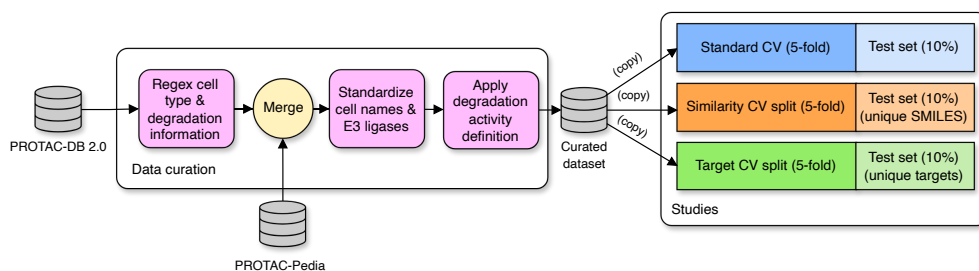 PROTAC-DB 2.0
Regex cell
type &
degradation
information
Merge
Standardize
cell names &
E3 ligases
Apply
degradation
activity
definition
Data curation
PROTAC-Pedia
Curated
dataset
(copy)
(copy)
(copy)
Standard CV (5-fold)
Test set (10%)
Similarity CV split (5-fold)
Test set (10%)
(unique SMILES)
Target CV split (5-fold)
Test set (10%)
(unique targets)
Studies